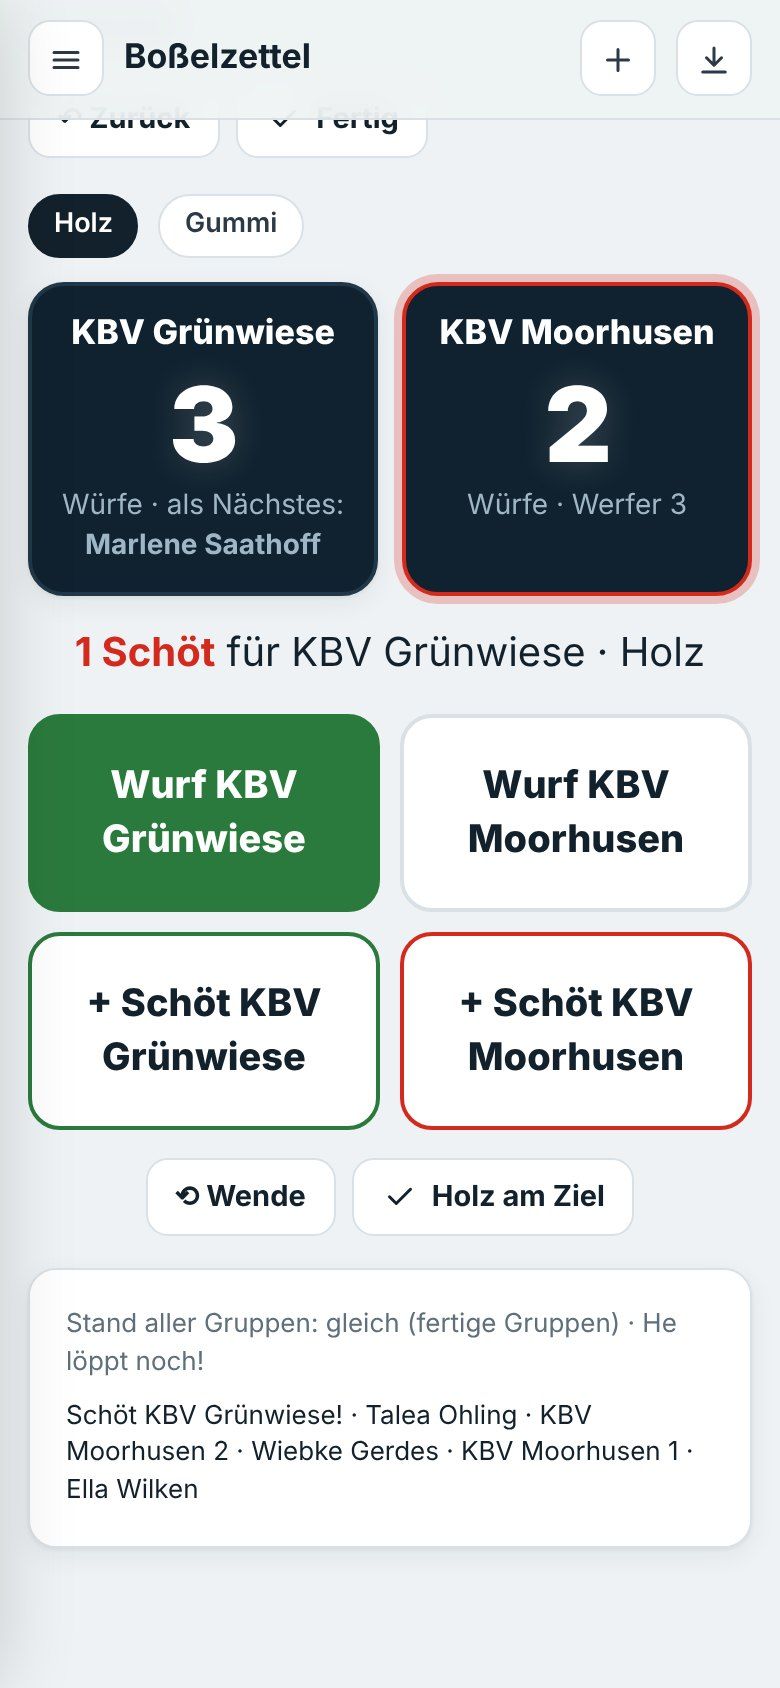 Boßelzettel
Zurück
Fertig
Holz
Gummi
KBV Grünwiese
3
Würfe · als Nächstes:
Marlene Saathoff
KBV Moorhusen
2
Würfe · Werfer 3
1 Schöt für KBV Grünwiese · Holz
Wurf KBV
Grünwiese
Wurf KBV
Moorhusen
+ Schöt KBV
Grünwiese
+ Schöt KBV
Moorhusen
⟲ Wende
Holz am Ziel
Stand aller Gruppen: gleich (fertige Gruppen) · He
löppt noch!
Schöt KBV Grünwiese! · Talea Ohling · KBV
Moorhusen 2 · Wiebke Gerdes · KBV Moorhusen 1 ·
Ella Wilken